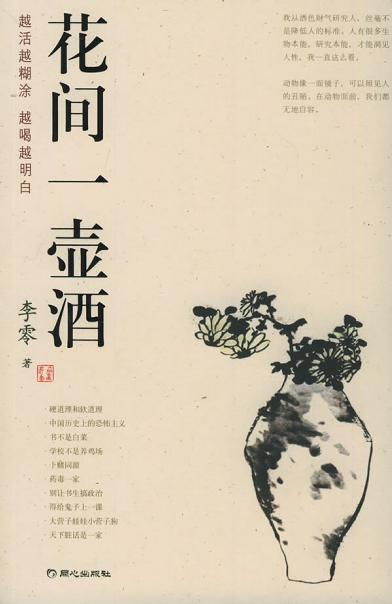 花间一壶酒
越活越糊涂 越喝越明白
李零 著
我从酒色财气研究人，丝毫不
是降低人的标准。人有很多生
物本能，研究本能，才能洞见
人性，我一直这么看。
动物像一面镜子，可以照见人
的丑陋。在动物面前，我们都
无地自容。
·硬道理和软道理
·中国历史上的恐怖主义
·书不是白菜
·学校不是养鸡场
·卜赌同源
·药毒一家
·别让书生搞政治
·得给鬼子上一课
·大营子娃娃小营子狗
·天下脏话是一家
同心出版社